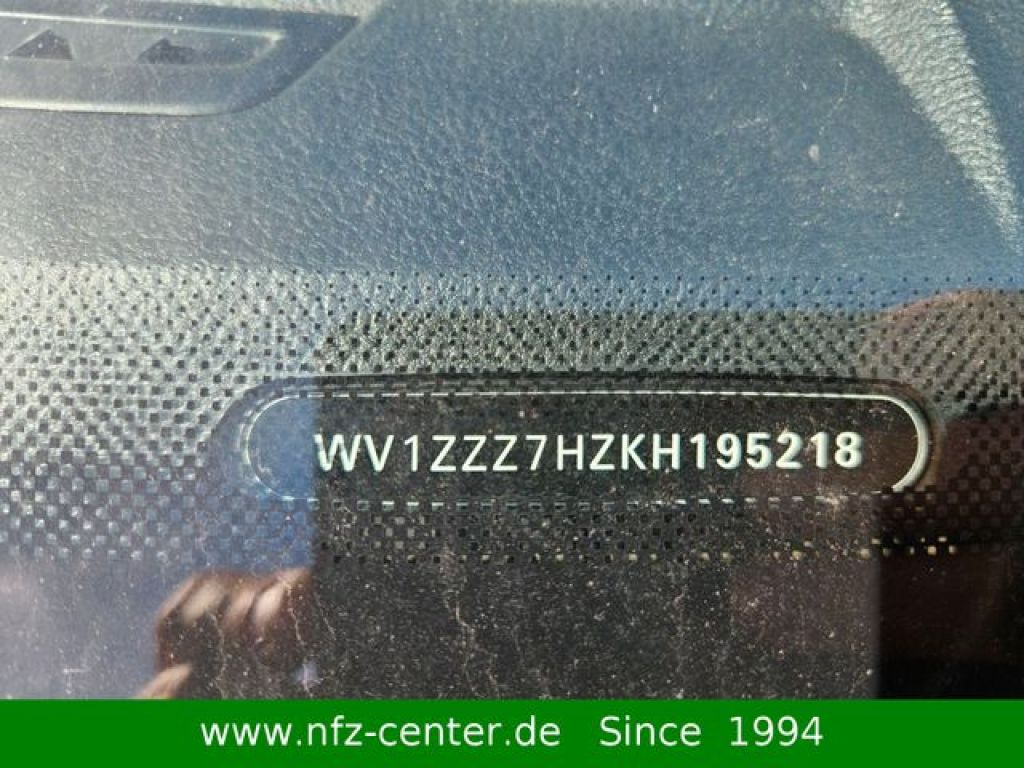 WV1ZZZ7HZKH195218
www.nfz-center.de Since 1994